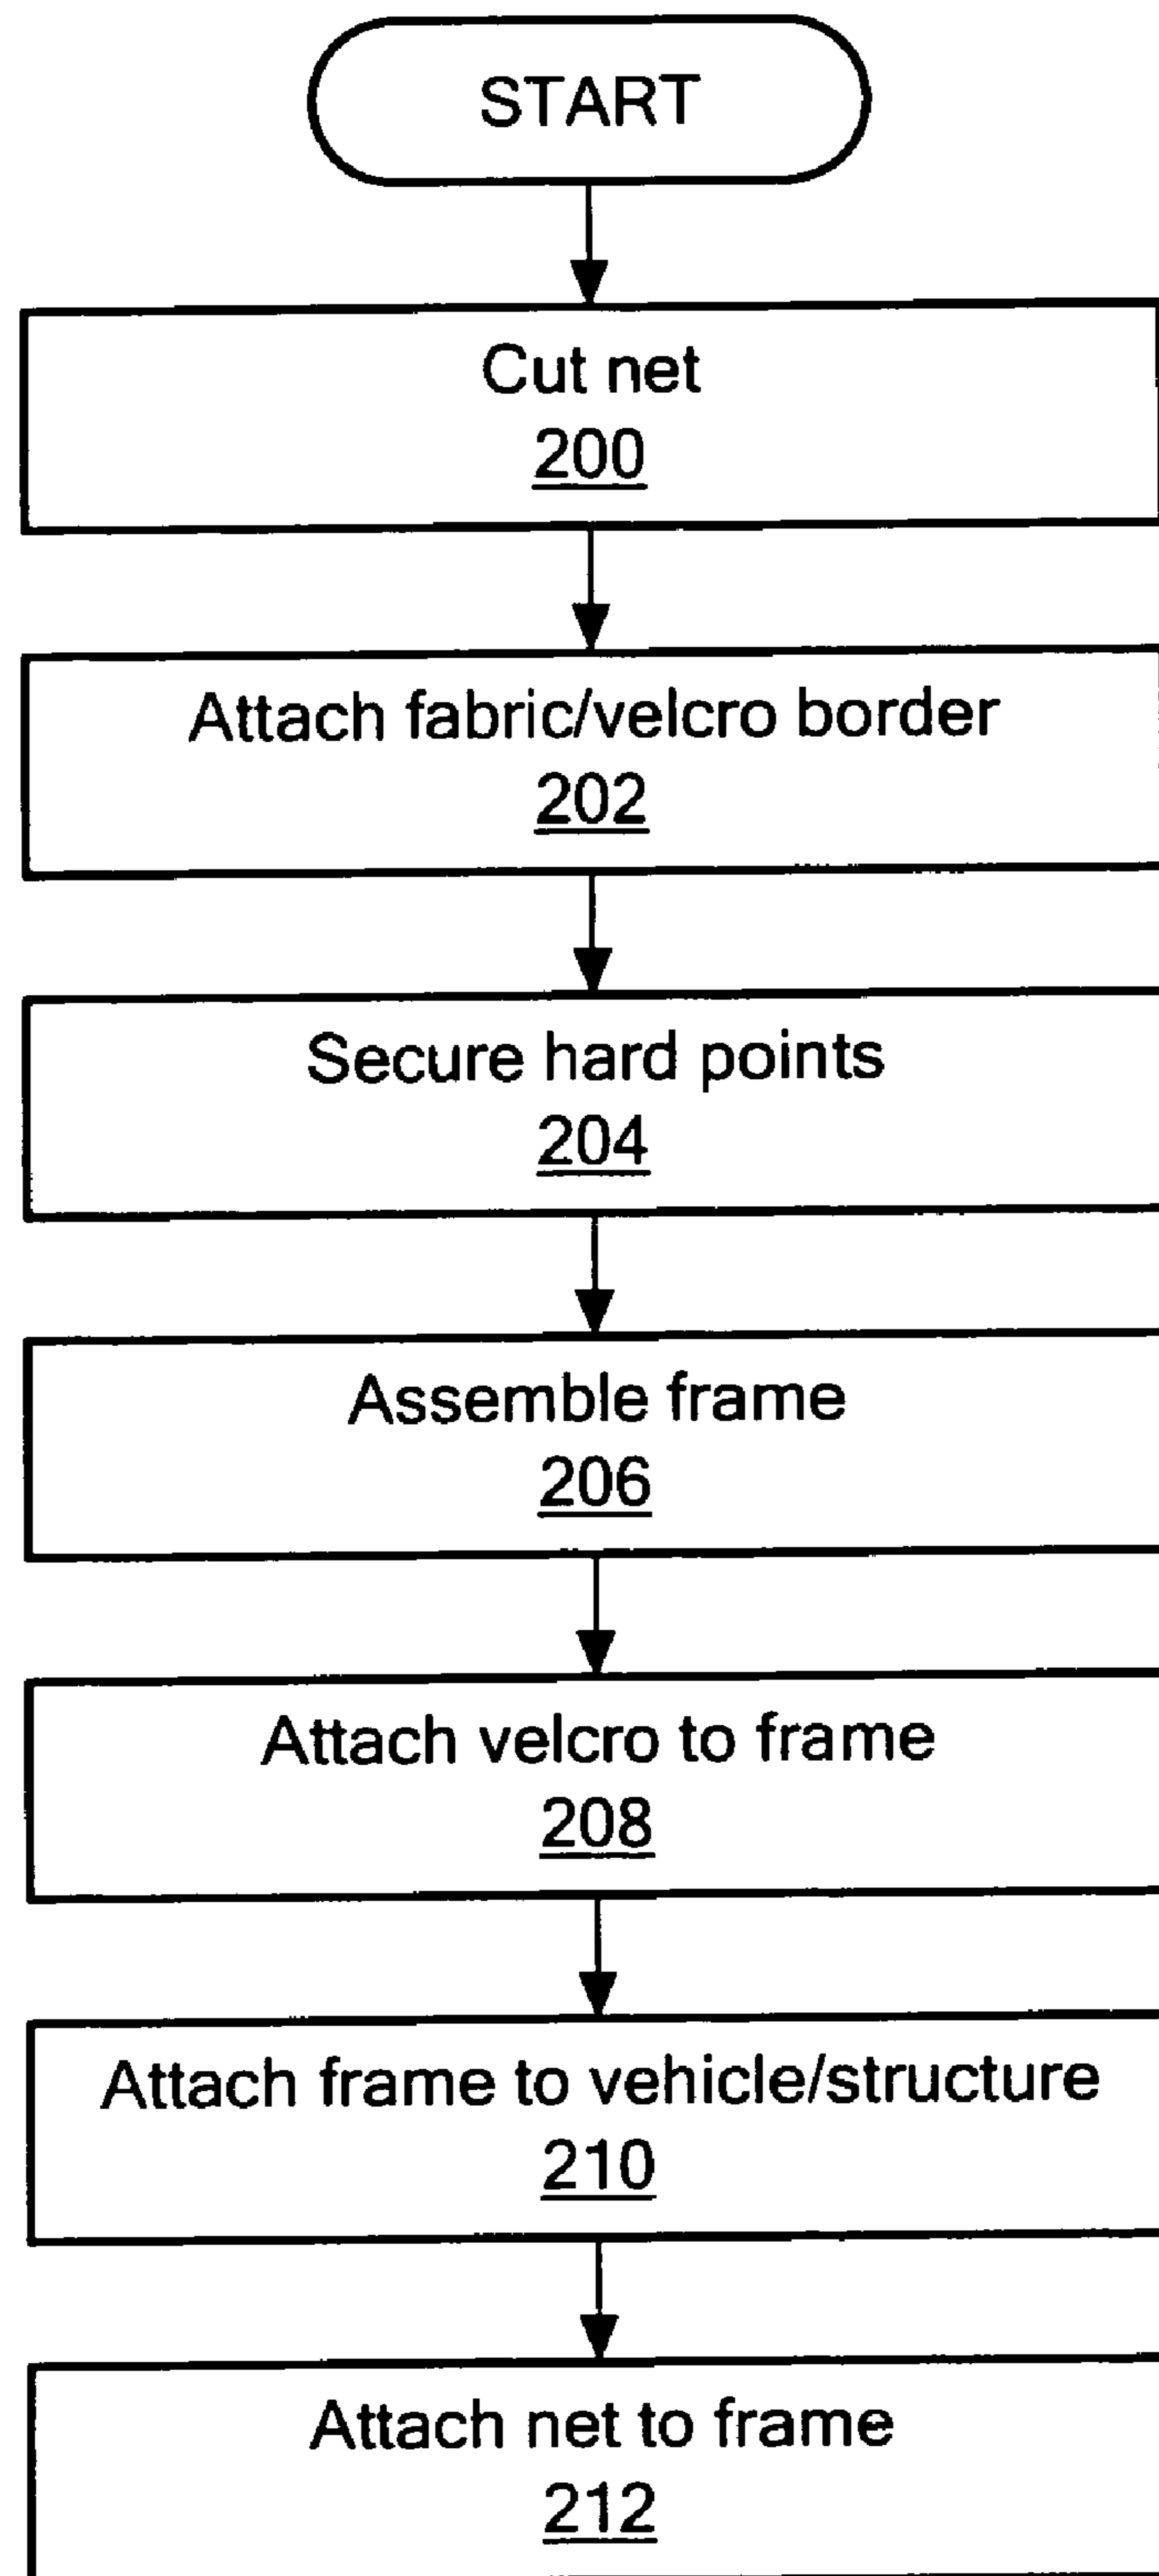 START
Cut net
200
Attach fabric/velcro border
202
Secure hard points
204
Assemble frame
206
Attach velcro to frame
208
Attach frame to vehicle/structure
210
Attach net to frame
212